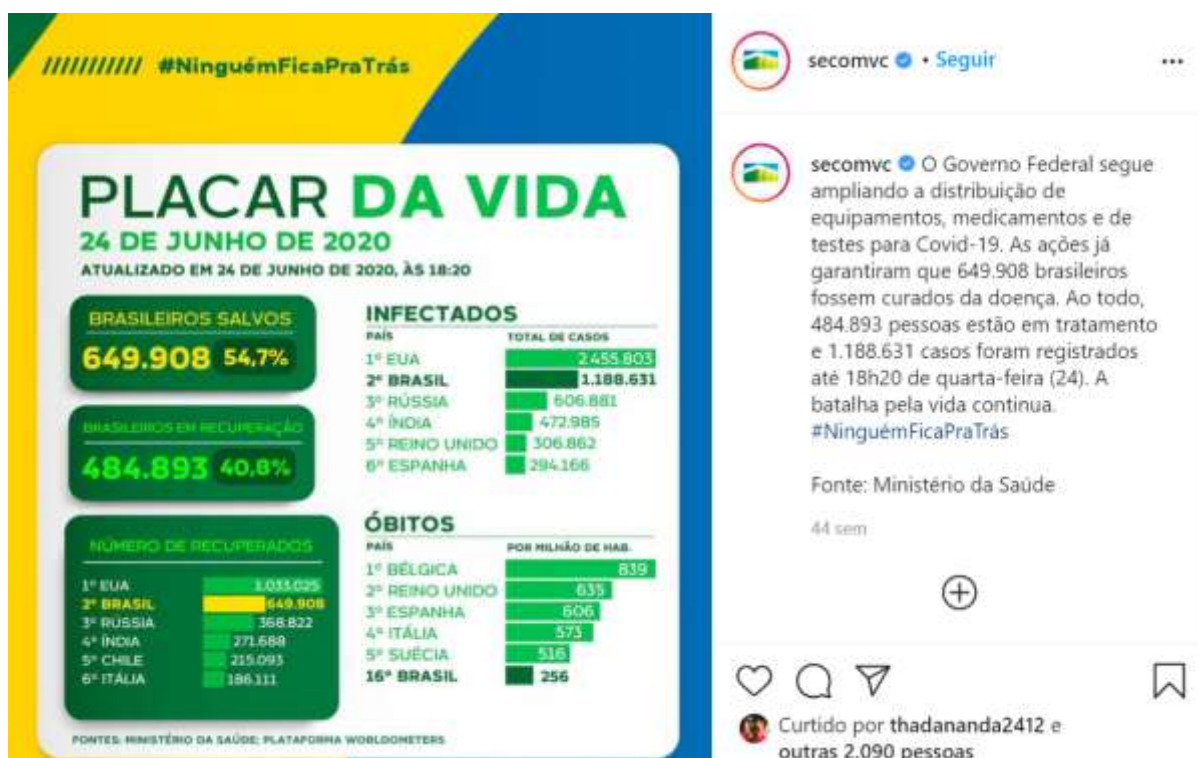 ////////// #NinguémFicaPraTrás
PLACAR DA VIDA
24 DE JUNHO DE 2020
ATUALIZADO EM 24 DE JUNHO DE 2020, ÀS 18:20
BRASILEIROS SALVOS
649.908 54,7%
BRASILEIROS EM RECUPERAÇÃO
484.893 40,8%
NÚMERO DE RECUPERADOS
1º EUA 1.033.025
2º BRASIL 649.908
3º RÚSSIA 368.822
4º ÍNDIA 271.688
5º CHILE 215.093
6º ITÁLIA 186.111
INFECTADOS
PAÍS TOTAL DE CASOS
1º EUA 2.455.803
2º BRASIL 1.188.631
3º RÚSSIA 606.881
4º ÍNDIA 472.985
5º REINO UNIDO 306.862
6º ESPANHA 294.166
ÓBITOS
PAÍS POR MILHÃO DE HAB.
1º BÉLGICA 839
2º REINO UNIDO 635
3º ESPANHA 606
4º ITÁLIA 573
5º SUÉCIA 516
16º BRASIL 256
FONTES: MINISTÉRIO DA SAÚDE; PLATAFORMA WORLDOMETERS
secomvc • Seguir
secomvc O Governo Federal segue
ampliando a distribuição de
equipamentos, medicamentos e de
testes para Covid-19. As ações já
garantiram que 649.908 brasileiros
fossem curados da doença. Ao todo,
484.893 pessoas estão em tratamento
e 1.188.631 casos foram registrados
até 18h20 de quarta-feira (24). A
batalha pela vida continua.
#NinguémFicaPraTrás
Fonte: Ministério da Saúde
44 sem
Curtido por thadananda2412 e
outras 2.090 pessoas